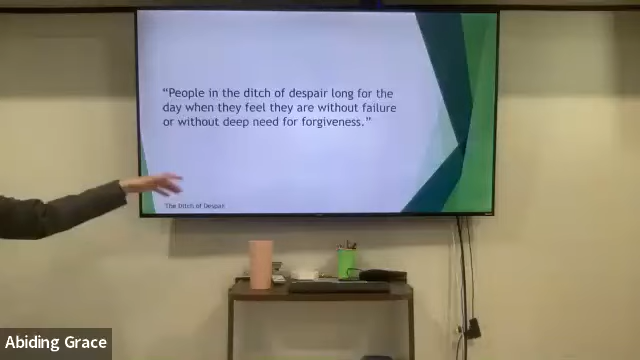 “People in the ditch of despair long for the
day when they feel they are without failure
or without deep need for forgiveness.”
The Ditch of Despair
Abiding Grace